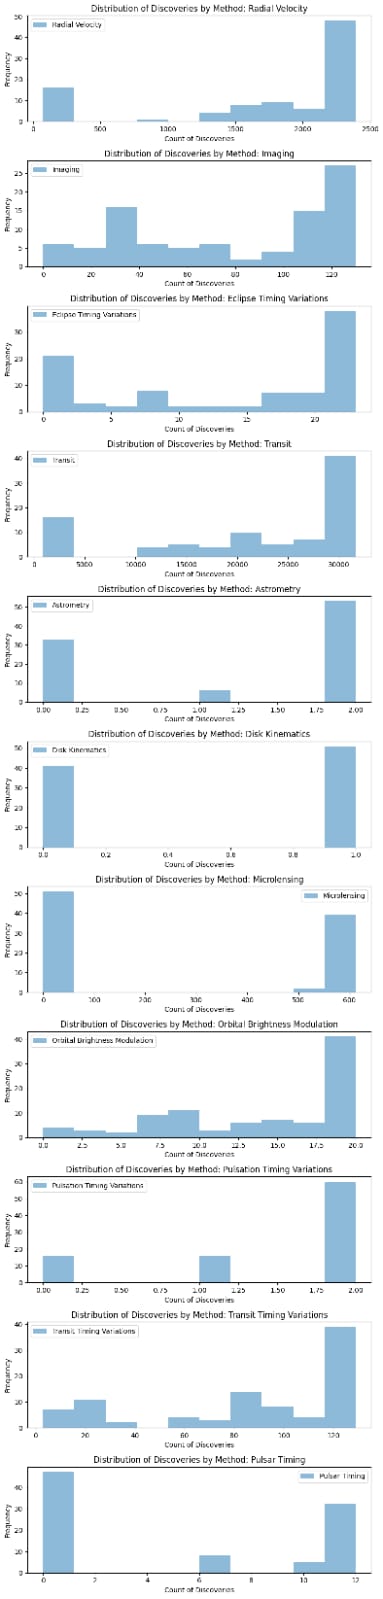 Distribution of Discoveries by Method: Radial Velocity
50
40
30
20
10
0
Frequency
Radial Velocity
0 500 1000 1500 2000 2500
Count of Discoveries
Distribution of Discoveries by Method: Imaging
25
20
15
10
5
0
Frequency
Imaging
0 20 40 60 80 100 120
Count of Discoveries
Distribution of Discoveries by Method: Eclipse Timing Variations
30
20
10
0
Frequency
Eclipse Timing Variations
0 5 10 15 20
Count of Discoveries
Distribution of Discoveries by Method: Transit
40
30
20
10
0
Frequency
Transit
0 5000 10000 15000 20000 25000 30000
Count of Discoveries
Distribution of Discoveries by Method: Astrometry
50
40
30
20
10
0
Frequency
Astrometry
0.00 0.25 0.50 0.75 1.00 1.25 1.50 1.75 2.00
Count of Discoveries
Distribution of Discoveries by Method: Disk Kinematics
50
40
30
20
10
0
Frequency
Disk Kinematics
0.0 0.2 0.4 0.6 0.8 1.0
Count of Discoveries
Distribution of Discoveries by Method: Microlensing
50
40
30
20
10
0
Frequency
Microlensing
0 100 200 300 400 500 600
Count of Discoveries
Distribution of Discoveries by Method: Orbital Brightness Modulation
40
30
20
10
0
Frequency
Orbital Brightness Modulation
0.0 2.5 5.0 7.5 10.0 12.5 15.0 17.5 20.0
Count of Discoveries
Distribution of Discoveries by Method: Pulsation Timing Variations
60
50
40
30
20
10
0
Frequency
Pulsation Timing Variations
0.00 0.25 0.50 0.75 1.00 1.25 1.50 1.75 2.00
Count of Discoveries
Distribution of Discoveries by Method: Transit Timing Variations
40
30
20
10
0
Frequency
Transit Timing Variations
0 20 40 60 80 100 120
Count of Discoveries
Distribution of Discoveries by Method: Pulsar Timing
40
30
20
10
0
Frequency
Pulsar Timing
0 2 4 6 8 10 12
Count of Discoveries